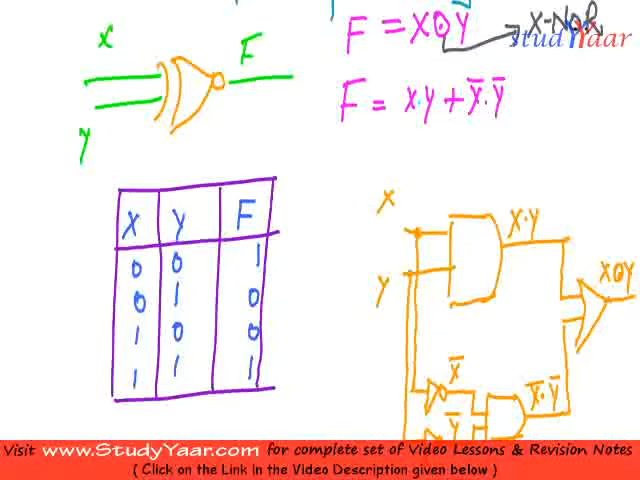 X F
F = X⊙Y
X-NOR
studYaar
F = X.Y + X̅.Y̅
y
X Y F
0 0 1
0 1 0
1 0 0
1 1 1
X
X.Y
Y
X⊙Y
X̅
X̅.Y̅
Y̅
Visit www.StudyYaar.com for complete set of Video Lessons & Revision Notes
( Click on the Link In the Video Description given below )